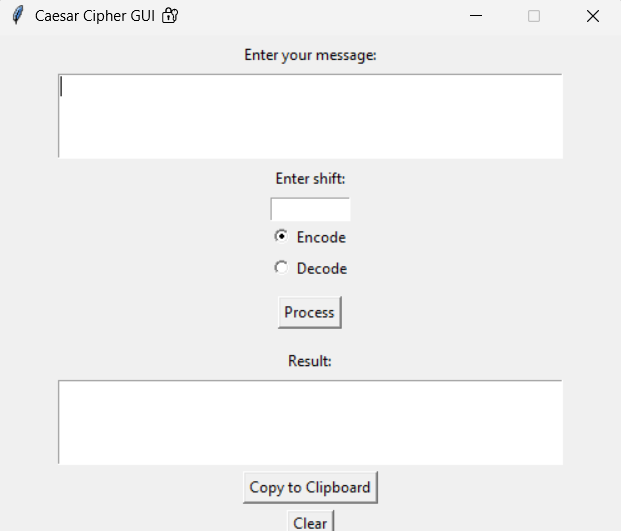 Caesar Cipher GUI 🔐
Enter your message:
Enter shift:
Encode
Decode
Process
Result:
Copy to Clipboard
Clear